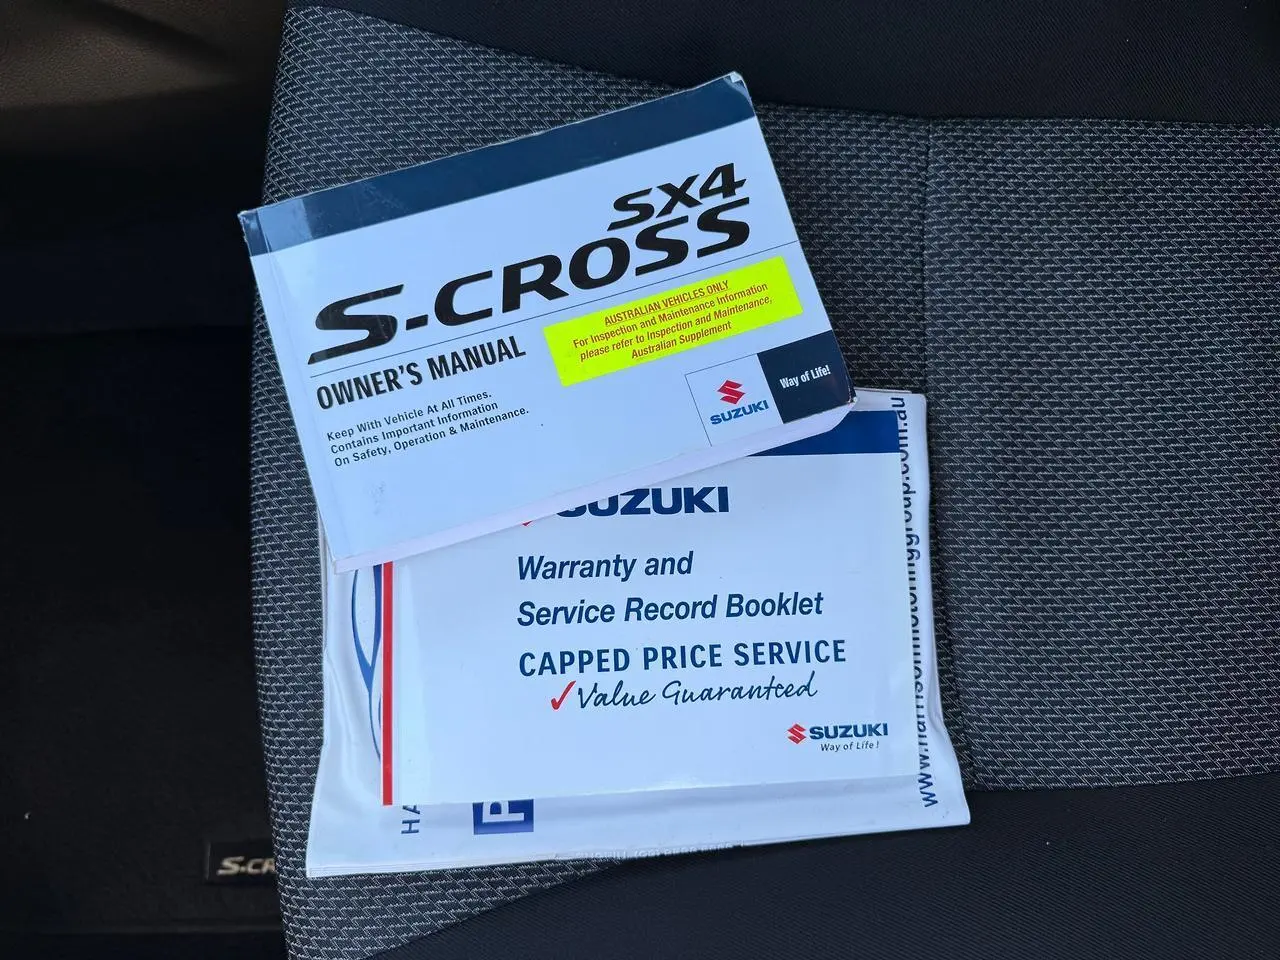 SX4
S-CROSS
OWNER'S MANUAL
Keep With Vehicle At All Times.
Contains Important Information
On Safety, Operation & Maintenance.
AUSTRALIAN VEHICLES ONLY
For Inspection and Maintenance Information
please refer to Inspection and Maintenance,
Australian Supplement
SUZUKI
Way of Life!
SUZUKI
Warranty and
Service Record Booklet
CAPPED PRICE SERVICE
Value Guaranteed
SUZUKI
Way of Life!
HA
P
S-CR